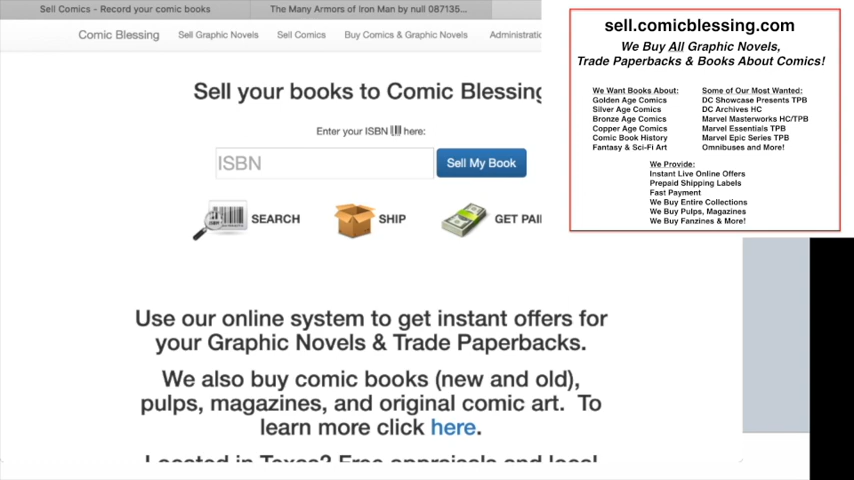 Sell Comics - Record your comic books
The Many Armors of Iron Man by null 087135...
Comic Blessing
Sell Graphic Novels
Sell Comics
Buy Comics & Graphic Novels
Administratio
Sell your books to Comic Blessing
Enter your ISBN here:
ISBN
Sell My Book
SEARCH
SHIP
GET PAI
Use our online system to get instant offers for
your Graphic Novels & Trade Paperbacks.
We also buy comic books (new and old),
pulps, magazines, and original comic art. To
learn more click here.
Located in Texas? Free appraisals and local
sell.comicblessing.com
We Buy All Graphic Novels,
Trade Paperbacks & Books About Comics!
We Want Books About:
Golden Age Comics
Silver Age Comics
Bronze Age Comics
Copper Age Comics
Comic Book History
Fantasy & Sci-Fi Art
Some of Our Most Wanted:
DC Showcase Presents TPB
DC Archives HC
Marvel Masterworks HC/TPB
Marvel Essentials TPB
Marvel Epic Series TPB
Omnibuses and More!
We Provide:
Instant Live Online Offers
Prepaid Shipping Labels
Fast Payment
We Buy Entire Collections
We Buy Pulps, Magazines
We Buy Fanzines & More!